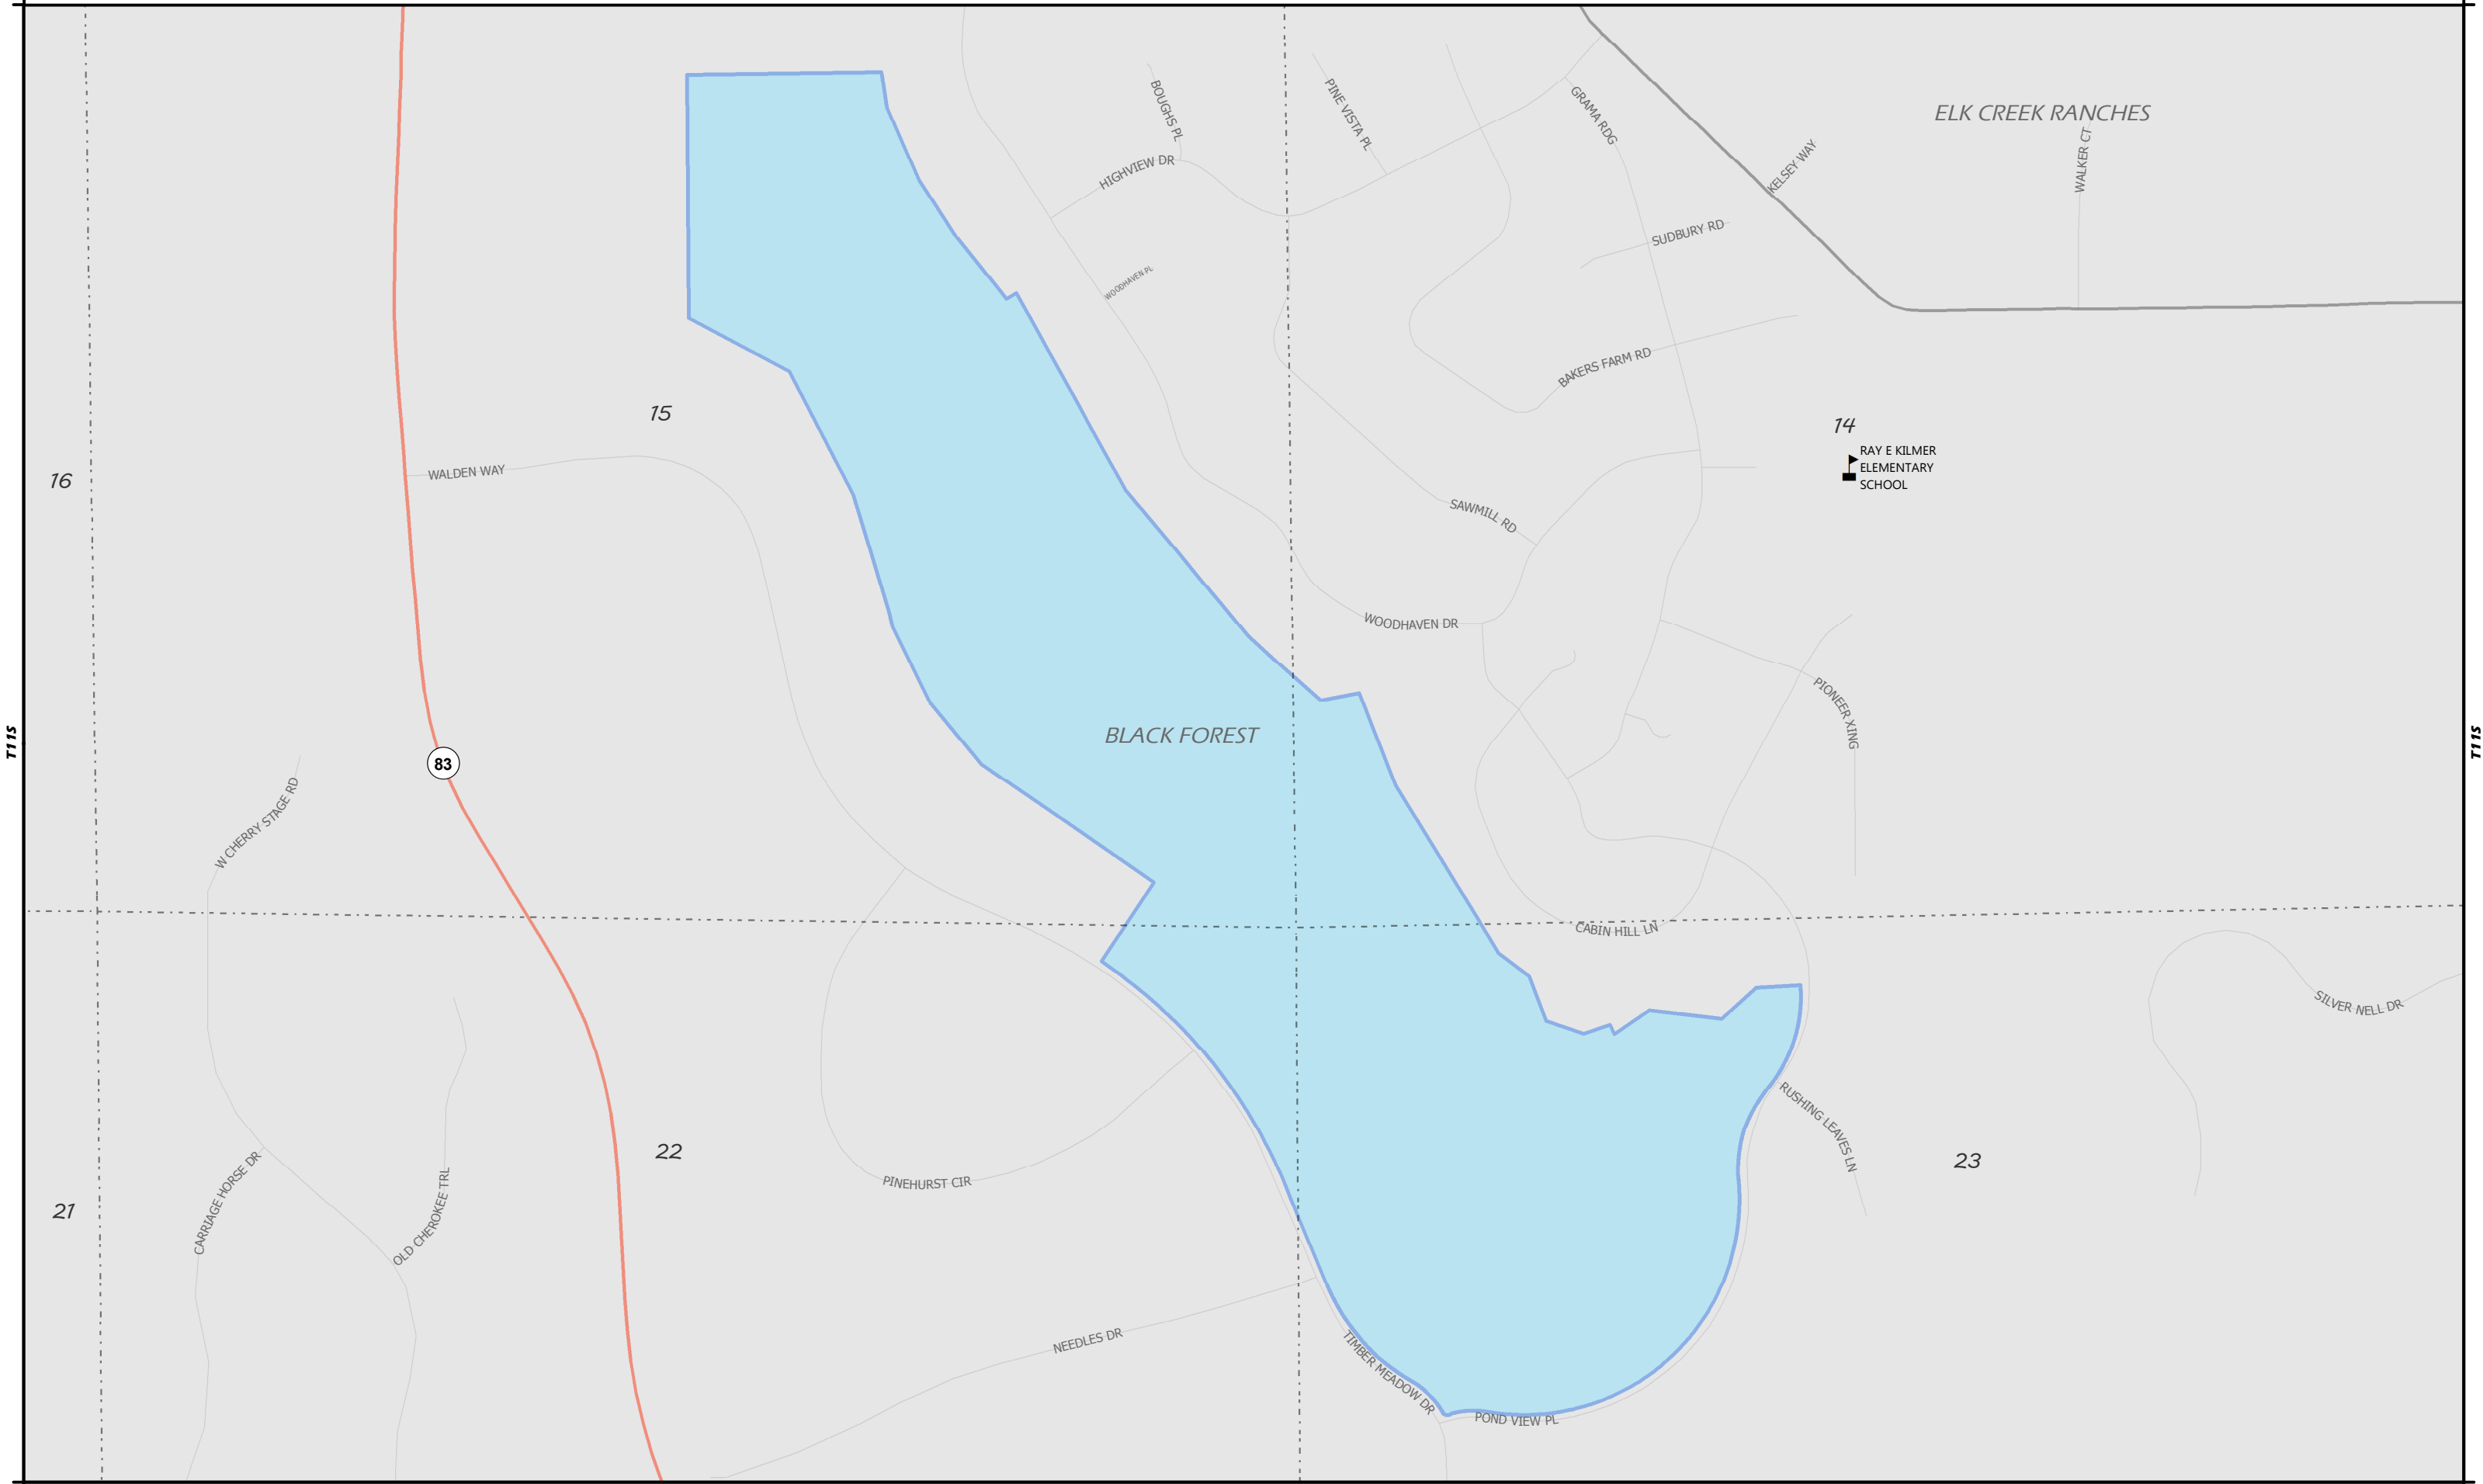 ELK CREEK RANCHES
BOUGHS PL
PINE VISTA PL
GRAMA RDG
KELSEY WAY
WALKER CT
HIGHVIEW DR
SUDBURY RD
WOODHAVEN PL
BAKERS FARM RD
15
14
RAY E KILMER
ELEMENTARY
SCHOOL
16
WALDEN WAY
SAWMILL RD
WOODHAVEN DR
PIONEER XING
T11S
BLACK FOREST
T11S
83
W CHERRY STAGE RD
CABIN HILL LN
SILVER NELL DR
RUSHING LEAVES LN
22
23
PINEHURST CIR
21
CARRIAGE HORSE DR
OLD CHEROKEE TRL
NEEDLES DR
TIMBER MEADOW DR
POND VIEW PL